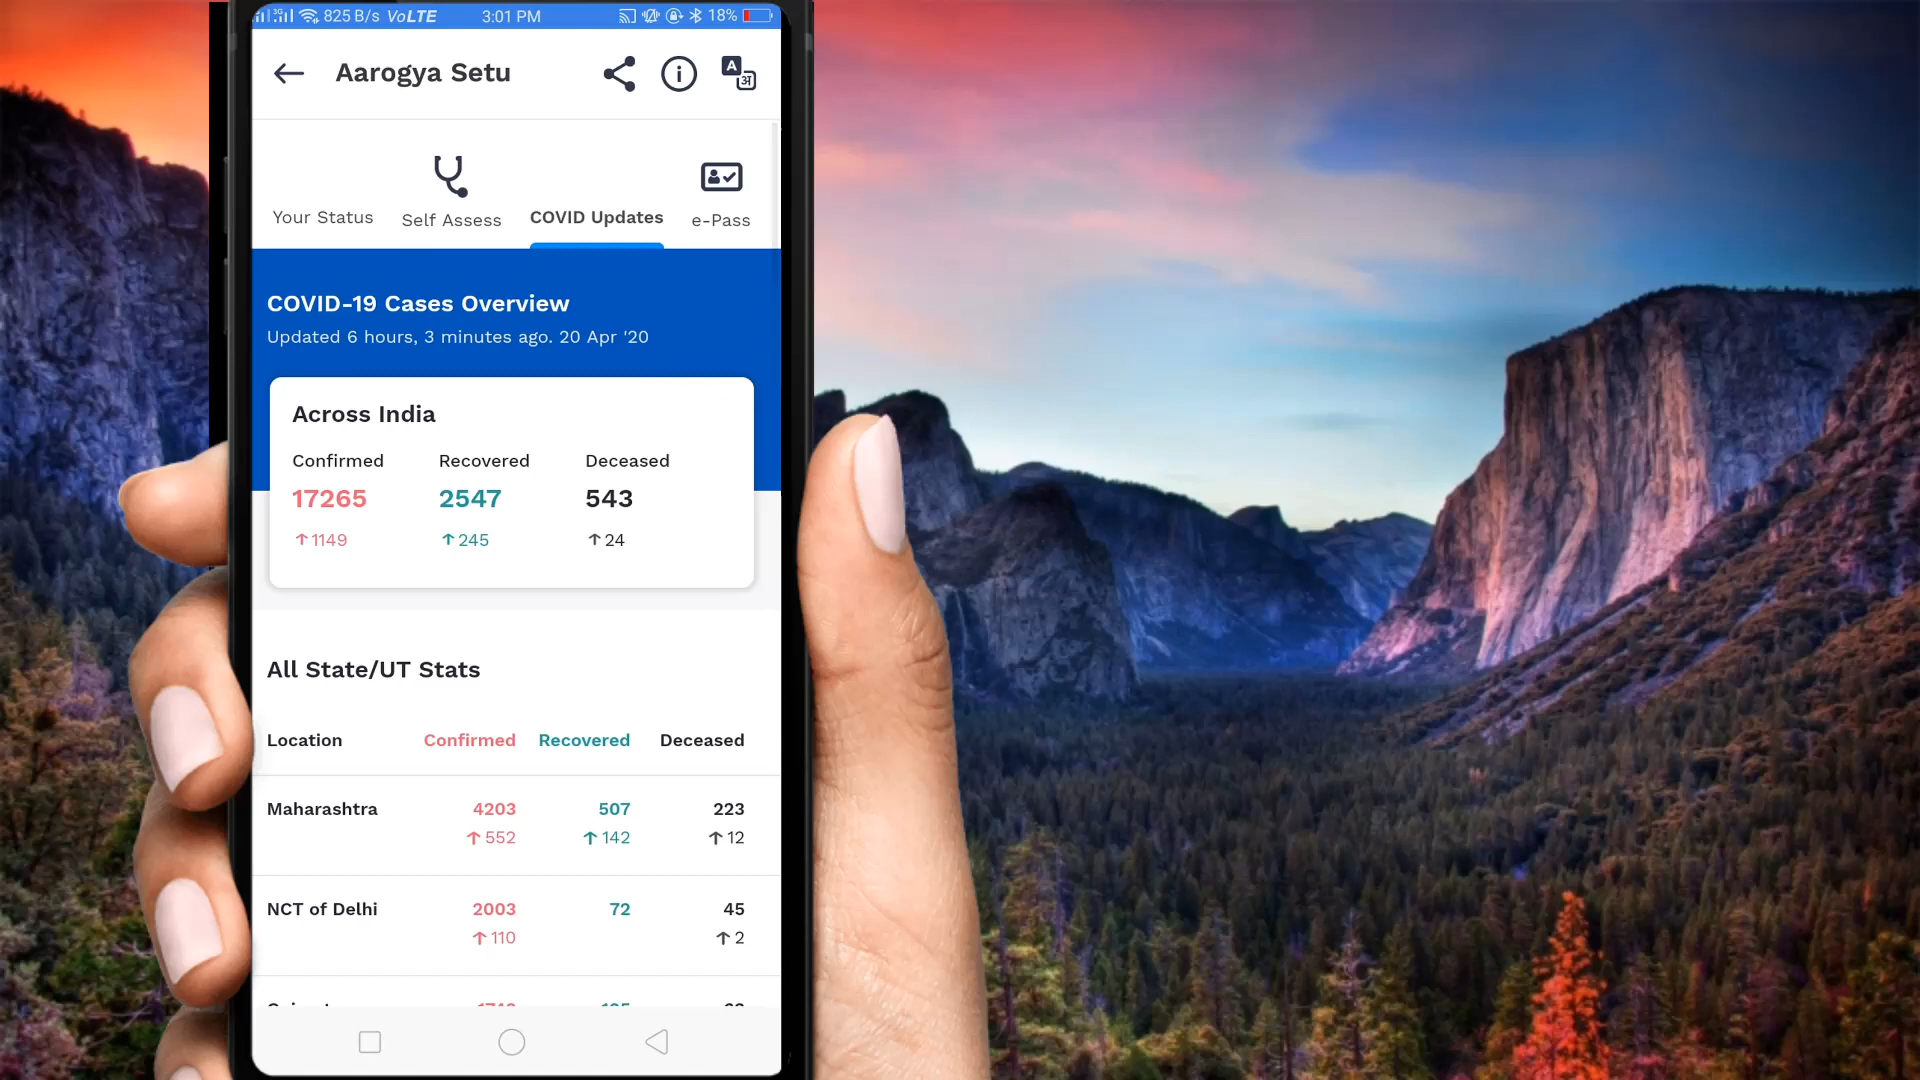 3G 825 B/s VoLTE 3:01 PM 18%
Aarogya Setu
A अ
Your Status Self Assess COVID Updates e-Pass
COVID-19 Cases Overview
Updated 6 hours, 3 minutes ago. 20 Apr '20
Across India
Confirmed Recovered Deceased
17265 2547 543
↑1149 ↑245 ↑24
All State/UT Stats
Location Confirmed Recovered Deceased
Maharashtra 4203 507 223
↑552 ↑142 ↑12
NCT of Delhi 2003 72 45
↑110 ↑2